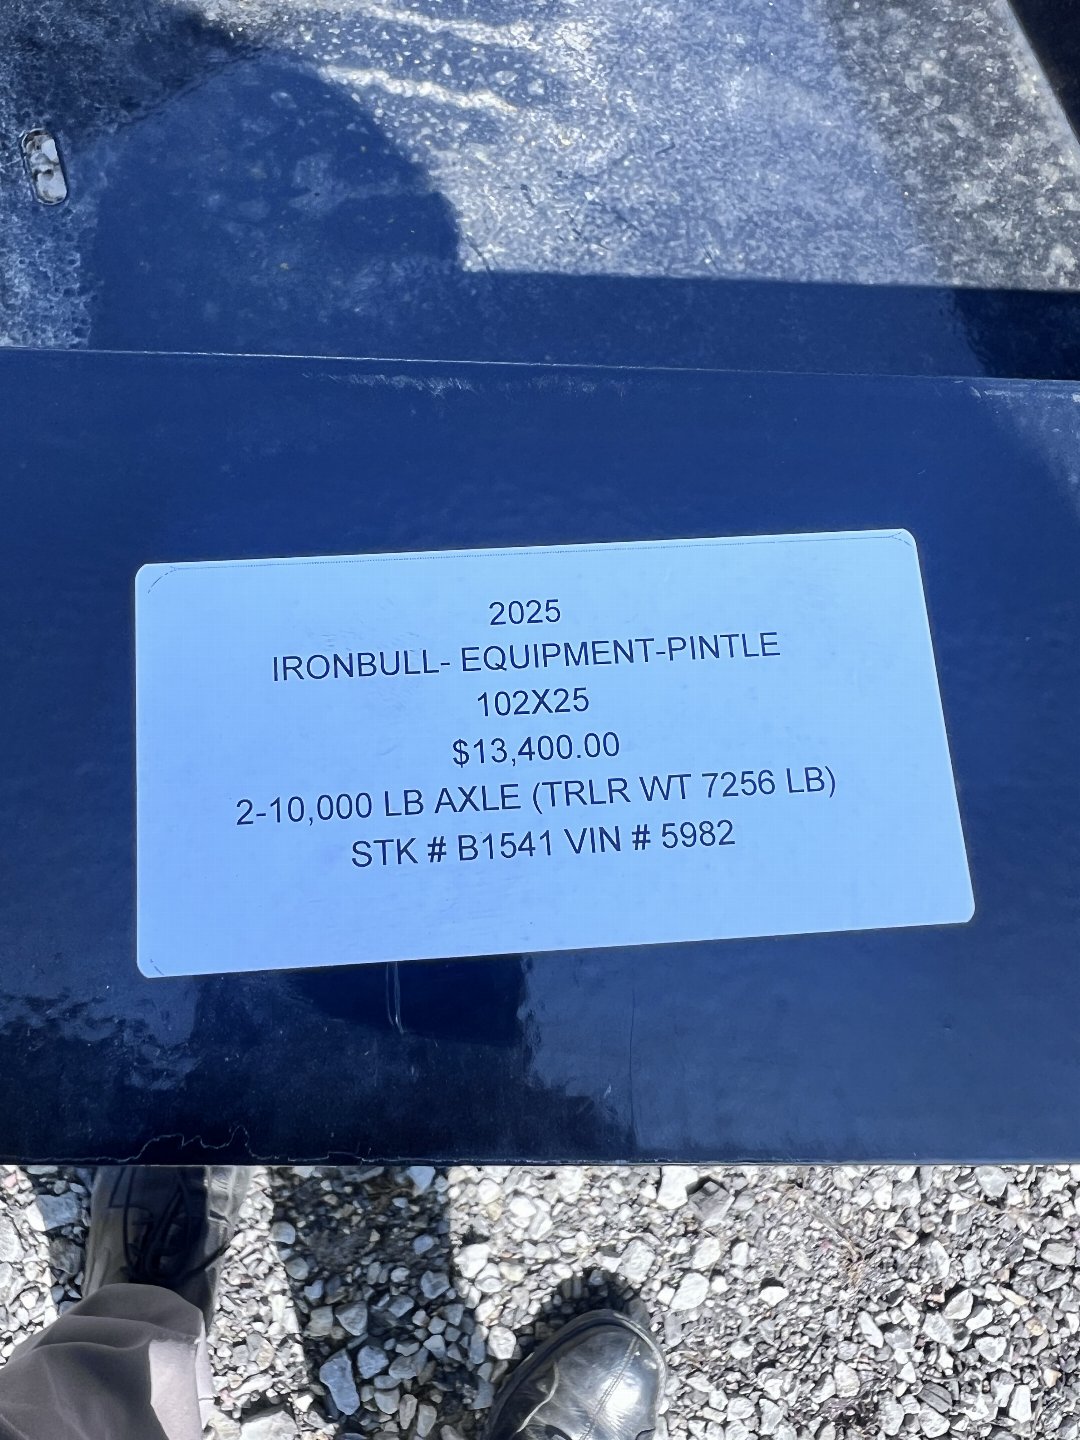 2025
IRONBULL- EQUIPMENT-PINTLE
102X25
$13,400.00
2-10,000 LB AXLE (TRLR WT 7256 LB)
STK # B1541 VIN # 5982